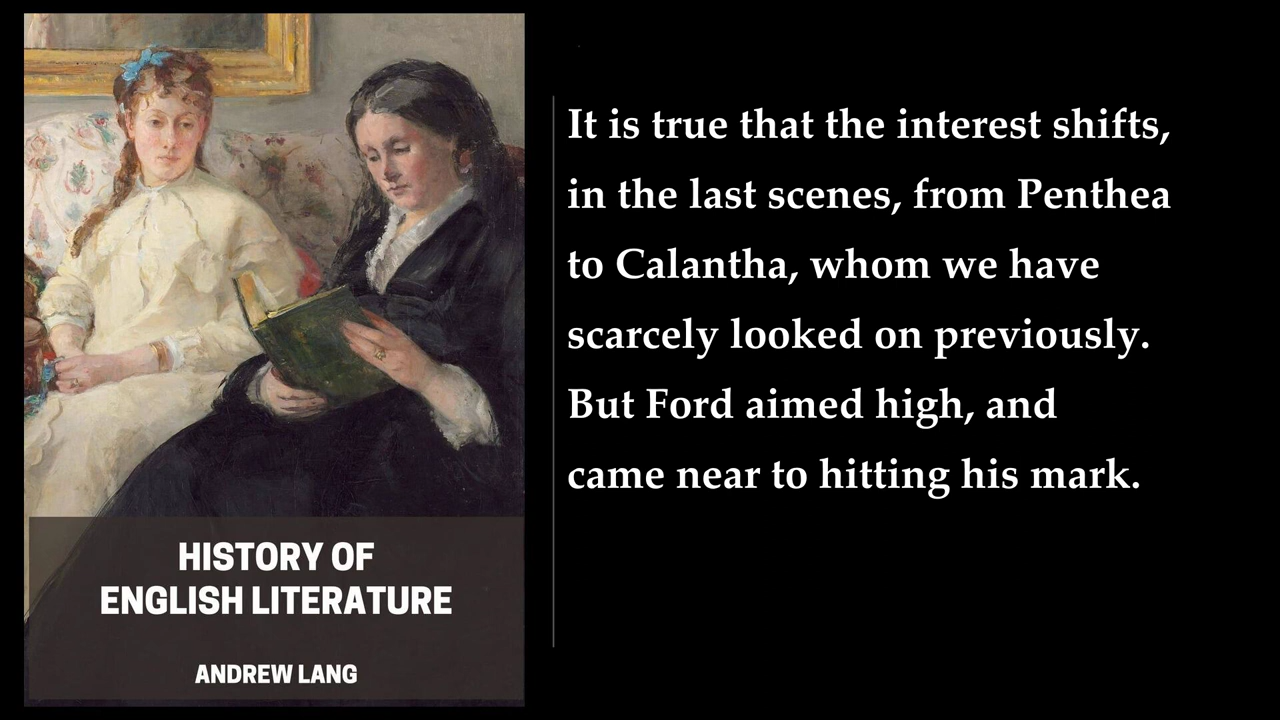 HISTORY OF
ENGLISH LITERATURE
ANDREW LANG
It is true that the interest shifts,
in the last scenes, from Penthea
to Calantha, whom we have
scarcely looked on previously.
But Ford aimed high, and
came near to hitting his mark.